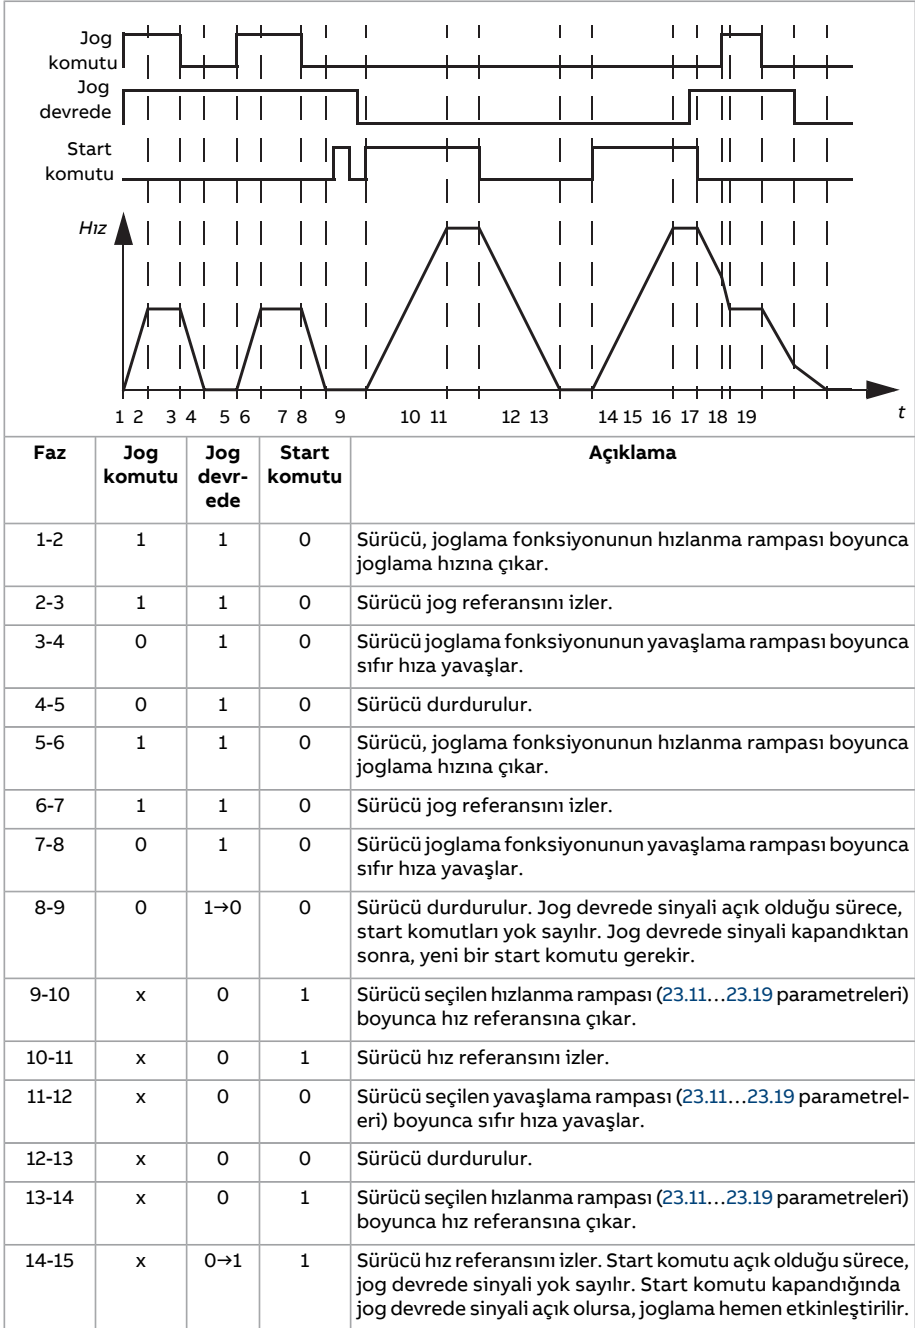 Jog
komutu
Jog
devrede
Start
komutu
Hız
t
1 2 3 4 5 6 7 8 9 10 11 12 13 14 15 16 17 18 19
Faz Jog komutu Jog devr-ede Start komutu Açıklama
1-2 1 1 0 Sürücü, joglama fonksiyonunun hızlanma rampası boyunca
joglama hızına çıkar.
2-3 1 1 0 Sürücü jog referansını izler.
3-4 0 1 0 Sürücü joglama fonksiyonunun yavaşlama rampası boyunca
sıfır hıza yavaşlar.
4-5 0 1 0 Sürücü durdurulur.
5-6 1 1 0 Sürücü, joglama fonksiyonunun hızlanma rampası boyunca
joglama hızına çıkar.
6-7 1 1 0 Sürücü jog referansını izler.
7-8 0 1 0 Sürücü joglama fonksiyonunun yavaşlama rampası boyunca
sıfır hıza yavaşlar.
8-9 0 1→0 0 Sürücü durdurulur. Jog devrede sinyali açık olduğu sürece,
start komutları yok sayılır. Jog devrede sinyali kapandıktan
sonra, yeni bir start komutu gerekir.
9-10 x 0 1 Sürücü seçilen hızlanma rampası (23.11…23.19 parametreleri)
boyunca hız referansına çıkar.
10-11 x 0 1 Sürücü hız referansını izler.
11-12 x 0 0 Sürücü seçilen yavaşlama rampası (23.11…23.19 parametrel-
eri) boyunca sıfır hıza yavaşlar.
12-13 x 0 0 Sürücü durdurulur.
13-14 x 0 1 Sürücü seçilen hızlanma rampası (23.11…23.19 parametreleri)
boyunca hız referansına çıkar.
14-15 x 0→1 1 Sürücü hız referansını izler. Start komutu açık olduğu sürece,
jog devrede sinyali yok sayılır. Start komutu kapandığında
jog devrede sinyali açık olursa, joglama hemen etkinleştirilir.